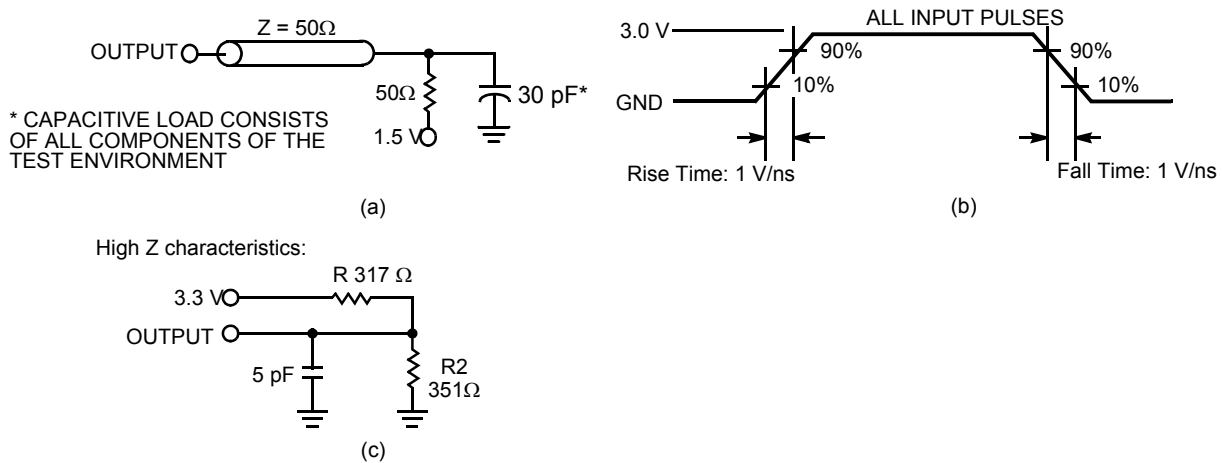 Z = 50Ω
OUTPUT
50Ω
30 pF*
1.5 V
* CAPACITIVE LOAD CONSISTS
OF ALL COMPONENTS OF THE
TEST ENVIRONMENT
(a)
ALL INPUT PULSES
3.0 V
90%
90%
10%
10%
GND
Rise Time: 1 V/ns
Fall Time: 1 V/ns
(b)
High Z characteristics:
R 317 Ω
3.3 V
OUTPUT
5 pF
R2
351Ω
(c)